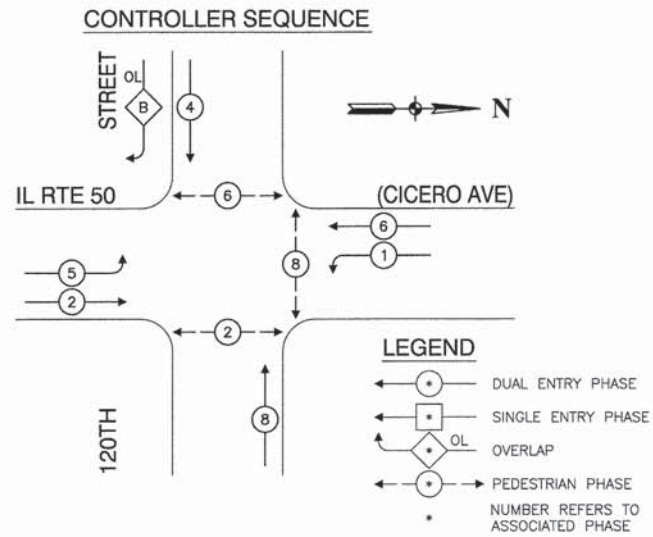 CONTROLLER SEQUENCE
STREET
OL
B
4
N
IL RTE 50
6
(CICERO AVE)
6
1
5
8
2
2
8
120TH
LEGEND
* DUAL ENTRY PHASE
* SINGLE ENTRY PHASE
* OL OVERLAP
* PEDESTRIAN PHASE
* NUMBER REFERS TO
ASSOCIATED PHASE